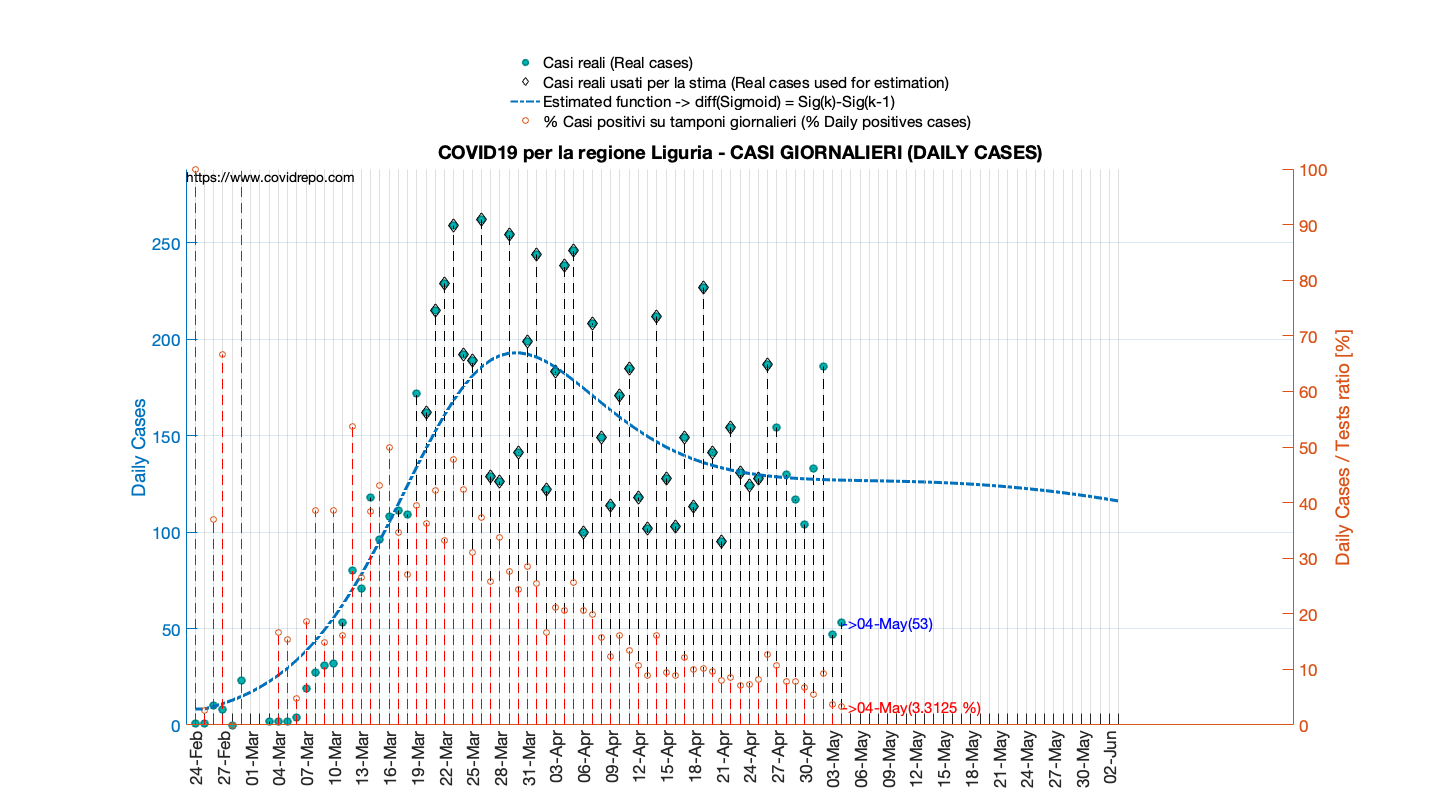 Casi reali (Real cases)
Casi reali usati per la stima (Real cases used for estimation)
Estimated function -> diff(Sigmoid) = Sig(k)-Sig(k-1)
% Casi positivi su tamponi giornalieri (% Daily positives cases)
COVID19 per la regione Liguria - CASI GIORNALIERI (DAILY CASES)
https://www.covidrepo.com
Daily Cases
250
200
150
100
50
0
100
90
80
70
60
50
40
30
20
10
0
Daily Cases / Tests ratio [%]
->04-May(53)
->04-May(3.3125 %)
24-Feb
27-Feb
01-Mar
04-Mar
07-Mar
10-Mar
13-Mar
16-Mar
19-Mar
22-Mar
25-Mar
28-Mar
31-Mar
03-Apr
06-Apr
09-Apr
12-Apr
15-Apr
18-Apr
21-Apr
24-Apr
27-Apr
30-Apr
03-May
06-May
09-May
12-May
15-May
18-May
21-May
24-May
27-May
30-May
02-Jun